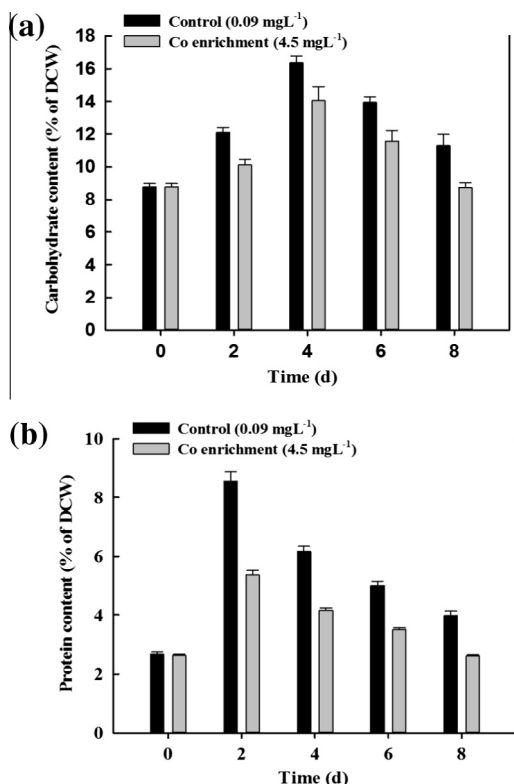 (a)
Control (0.09 mgL-1)
Co enrichment (4.5 mgL-1)
Carbohydrate content (% of DCW)
18
16
14
12
10
8
6
4
2
0
0 2 4 6 8
Time (d)
(b)
Control (0.09 mgL-1)
Co enrichment (4.5 mgL-1)
Protein content (% of DCW)
10
8
6
4
2
0
0 2 4 6 8
Time (d)